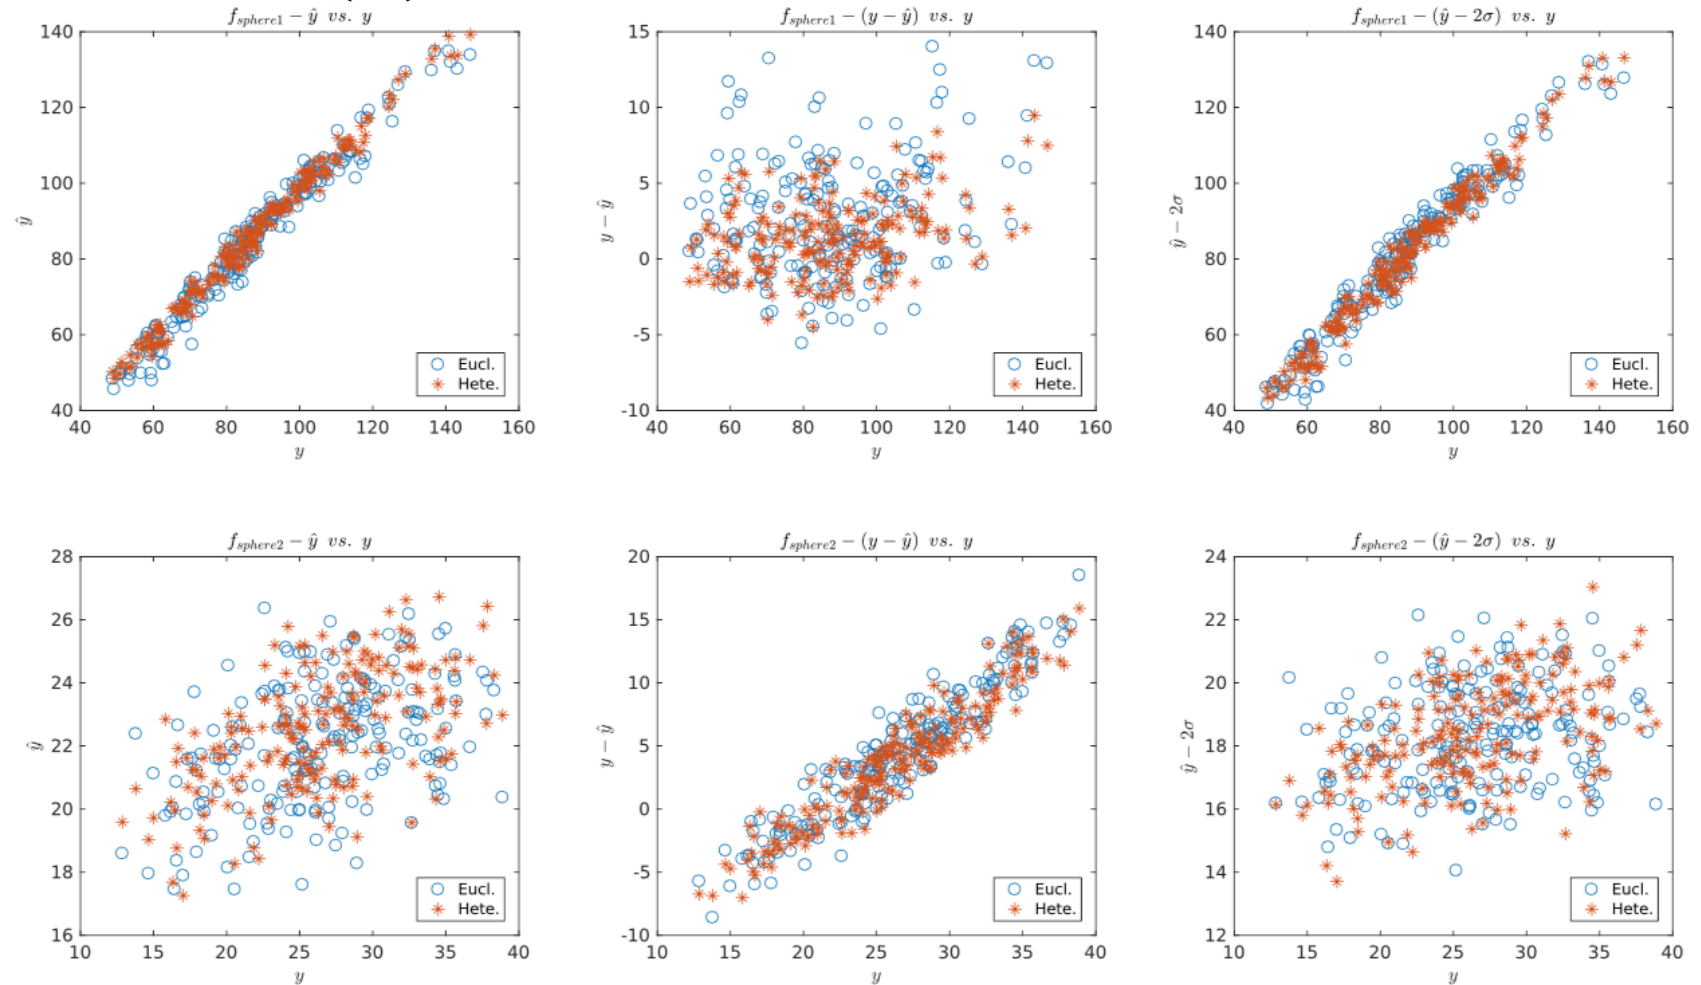 f_sphere1 − ŷ vs. y
140
120
100
80
60
40
ŷ
40 60 80 100 120 140 160
y
Eucl.
Hete.
f_sphere1 − (y − ŷ) vs. y
15
10
5
0
-5
-10
y − ŷ
40 60 80 100 120 140 160
y
Eucl.
Hete.
f_sphere1 − (ŷ − 2σ) vs. y
140
120
100
80
60
40
ŷ − 2σ
40 60 80 100 120 140 160
y
Eucl.
Hete.
f_sphere2 − ŷ vs. y
28
26
24
22
20
18
16
ŷ
10 15 20 25 30 35 40
y
Eucl.
Hete.
f_sphere2 − (y − ŷ) vs. y
20
15
10
5
0
-5
-10
y − ŷ
10 15 20 25 30 35 40
y
Eucl.
Hete.
f_sphere2 − (ŷ − 2σ) vs. y
24
22
20
18
16
14
12
ŷ − 2σ
10 15 20 25 30 35 40
y
Eucl.
Hete.